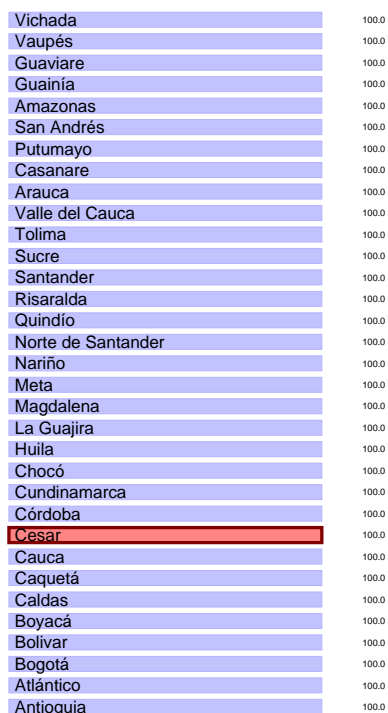 Vichada 100.0
Vaupés 100.0
Guaviare 100.0
Guainía 100.0
Amazonas 100.0
San Andrés 100.0
Putumayo 100.0
Casanare 100.0
Arauca 100.0
Valle del Cauca 100.0
Tolima 100.0
Sucre 100.0
Santander 100.0
Risaralda 100.0
Quindío 100.0
Norte de Santander 100.0
Nariño 100.0
Meta 100.0
Magdalena 100.0
La Guajira 100.0
Huila 100.0
Chocó 100.0
Cundinamarca 100.0
Córdoba 100.0
Cesar 100.0
Cauca 100.0
Caquetá 100.0
Caldas 100.0
Boyacá 100.0
Bolivar 100.0
Bogotá 100.0
Atlántico 100.0
Antioquia 100.0